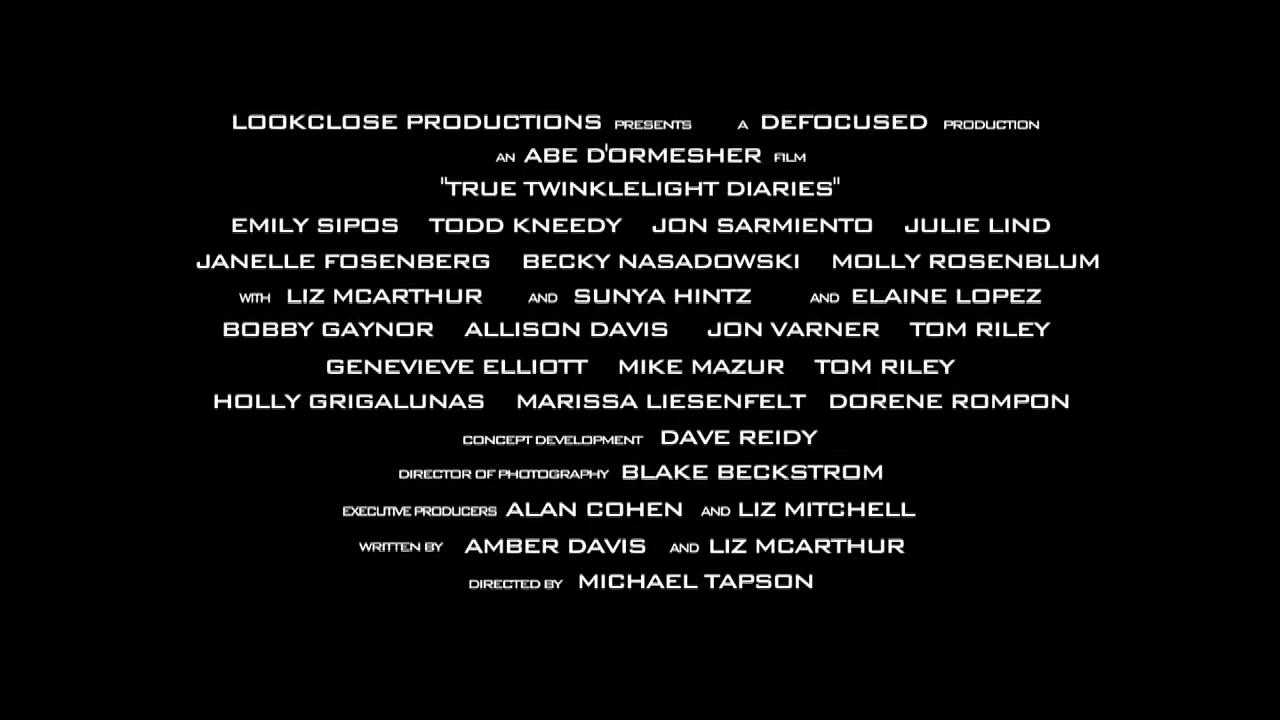 LOOKCLOSE PRODUCTIONS PRESENTS A DEFOCUSED PRODUCTION
AN ABE D'ORMESHER FILM
"TRUE TWINKLELIGHT DIARIES"
EMILY SIPOS TODD KNEEDY JON SARMIENTO JULIE LIND
JANELLE FOSENBERG BECKY NASADOWSKI MOLLY ROSENBLUM
WITH LIZ MCARTHUR AND SUNYA HINTZ AND ELAINE LOPEZ
BOBBY GAYNOR ALLISON DAVIS JON VARNER TOM RILEY
GENEVIEVE ELLIOTT MIKE MAZUR TOM RILEY
HOLLY GRIGALUNAS MARISSA LIESENFELT DORENE ROMPON
CONCEPT DEVELOPMENT DAVE REIDY
DIRECTOR OF PHOTOGRAPHY BLAKE BECKSTROM
EXECUTIVE PRODUCERS ALAN COHEN AND LIZ MITCHELL
WRITTEN BY AMBER DAVIS AND LIZ MCARTHUR
DIRECTED BY MICHAEL TAPSON